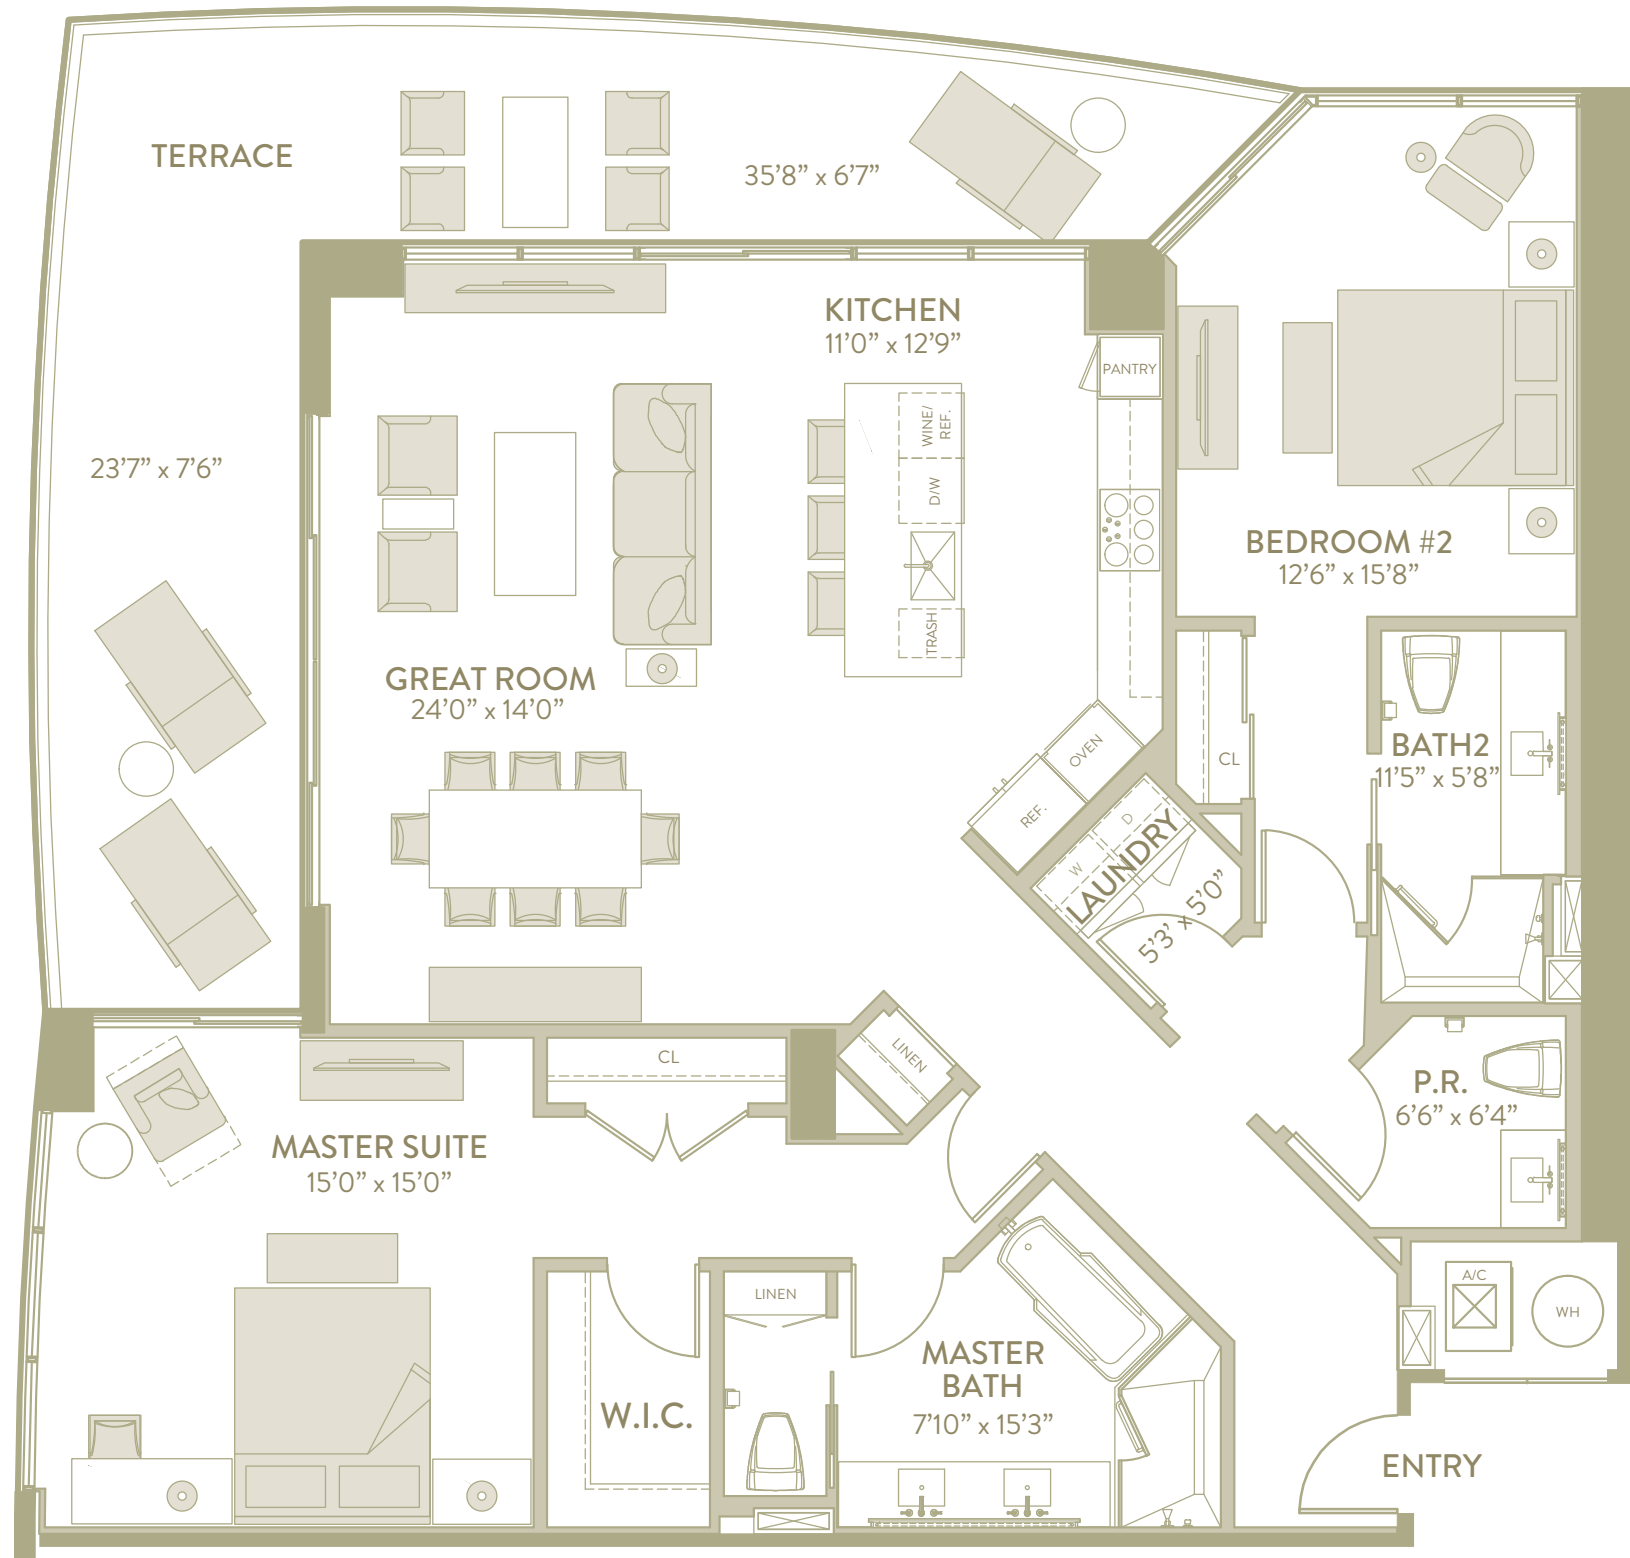 TERRACE
35’8” x 6’7”
23’7” x 7’6”
KITCHEN
11’0” x 12’9”
PANTRY
WINE/
REF.
D/W
TRASH
BEDROOM #2
12’6” x 15’8”
GREAT ROOM
24’0” x 14’0”
OVEN
REF.
CL
BATH2
11’5” x 5’8”
D
W
LAUNDRY
5’3’ x 5’0”
LINEN
CL
P.R.
6’6” x 6’4”
MASTER SUITE
15’0” x 15’0”
LINEN
A/C
WH
MASTER
BATH
7’10” x 15’3”
W.I.C.
ENTRY